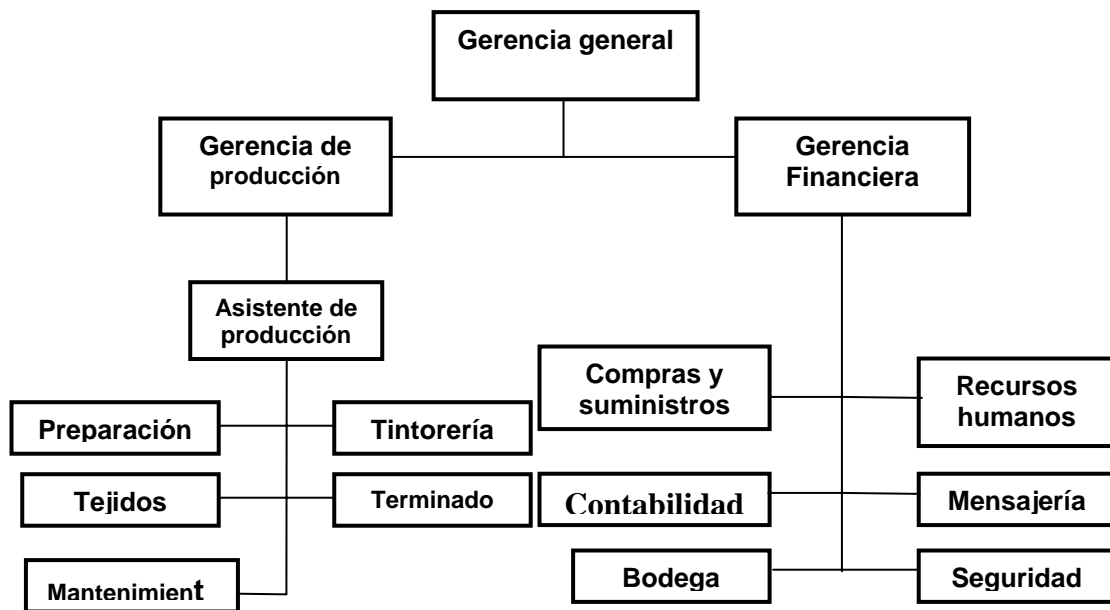 Gerencia general
Gerencia de
producción
Gerencia
Financiera
Asistente de
producción
Compras y
suministros
Recursos
humanos
Preparación
Tintorería
Tejidos
Terminado
Contabilidad
Mensajería
Mantenimient
Bodega
Seguridad